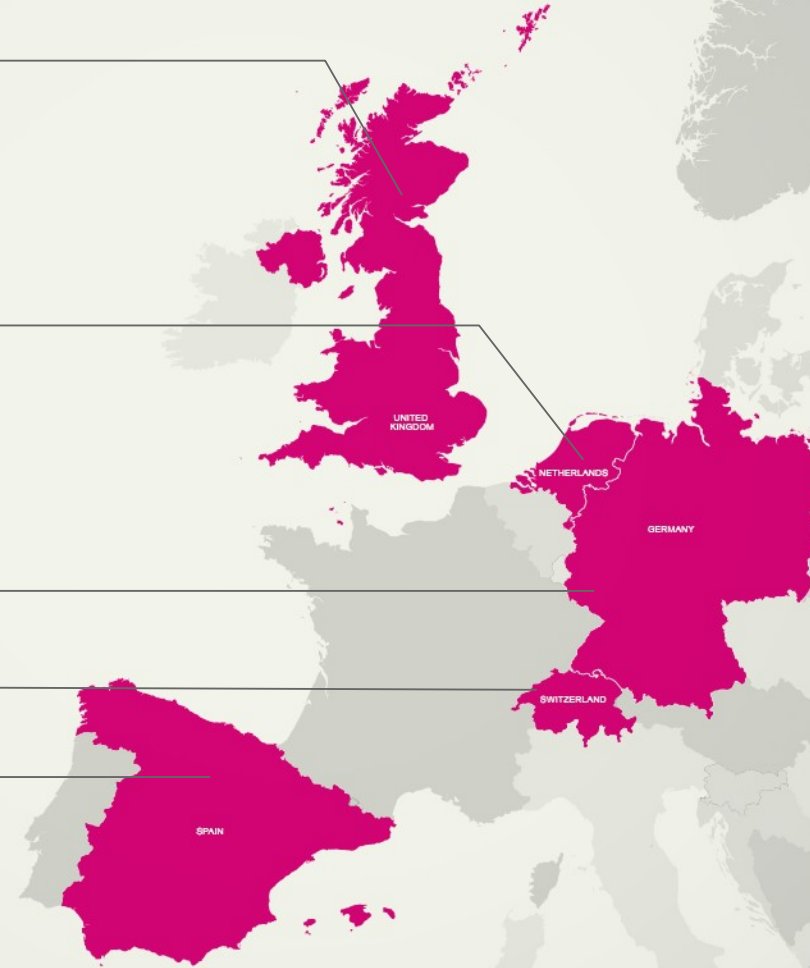 UNITED
KINGDOM
NETHERLANDS
GERMANY
SWITZERLAND
SPAIN